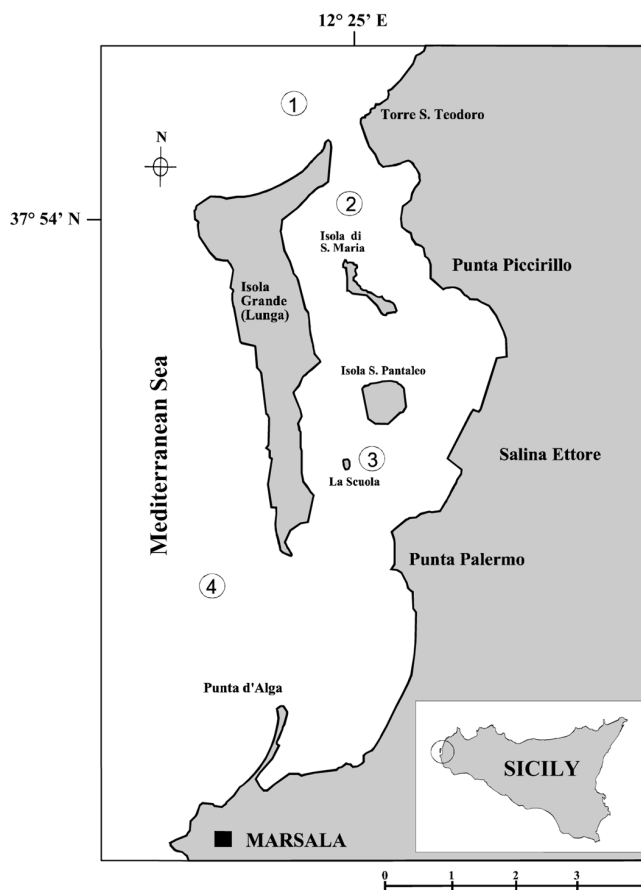 12° 25' E
1
Torre S. Teodoro
N
37° 54' N
2
Isola di
S. Maria
Punta Piccirillo
Isola
Grande
(Lunga)
Isola S. Pantaleo
Mediterranean Sea
3
Salina Ettore
La Scuola
Punta Palermo
4
Punta d'Alga
SICILY
MARSALA
0 1 2 3